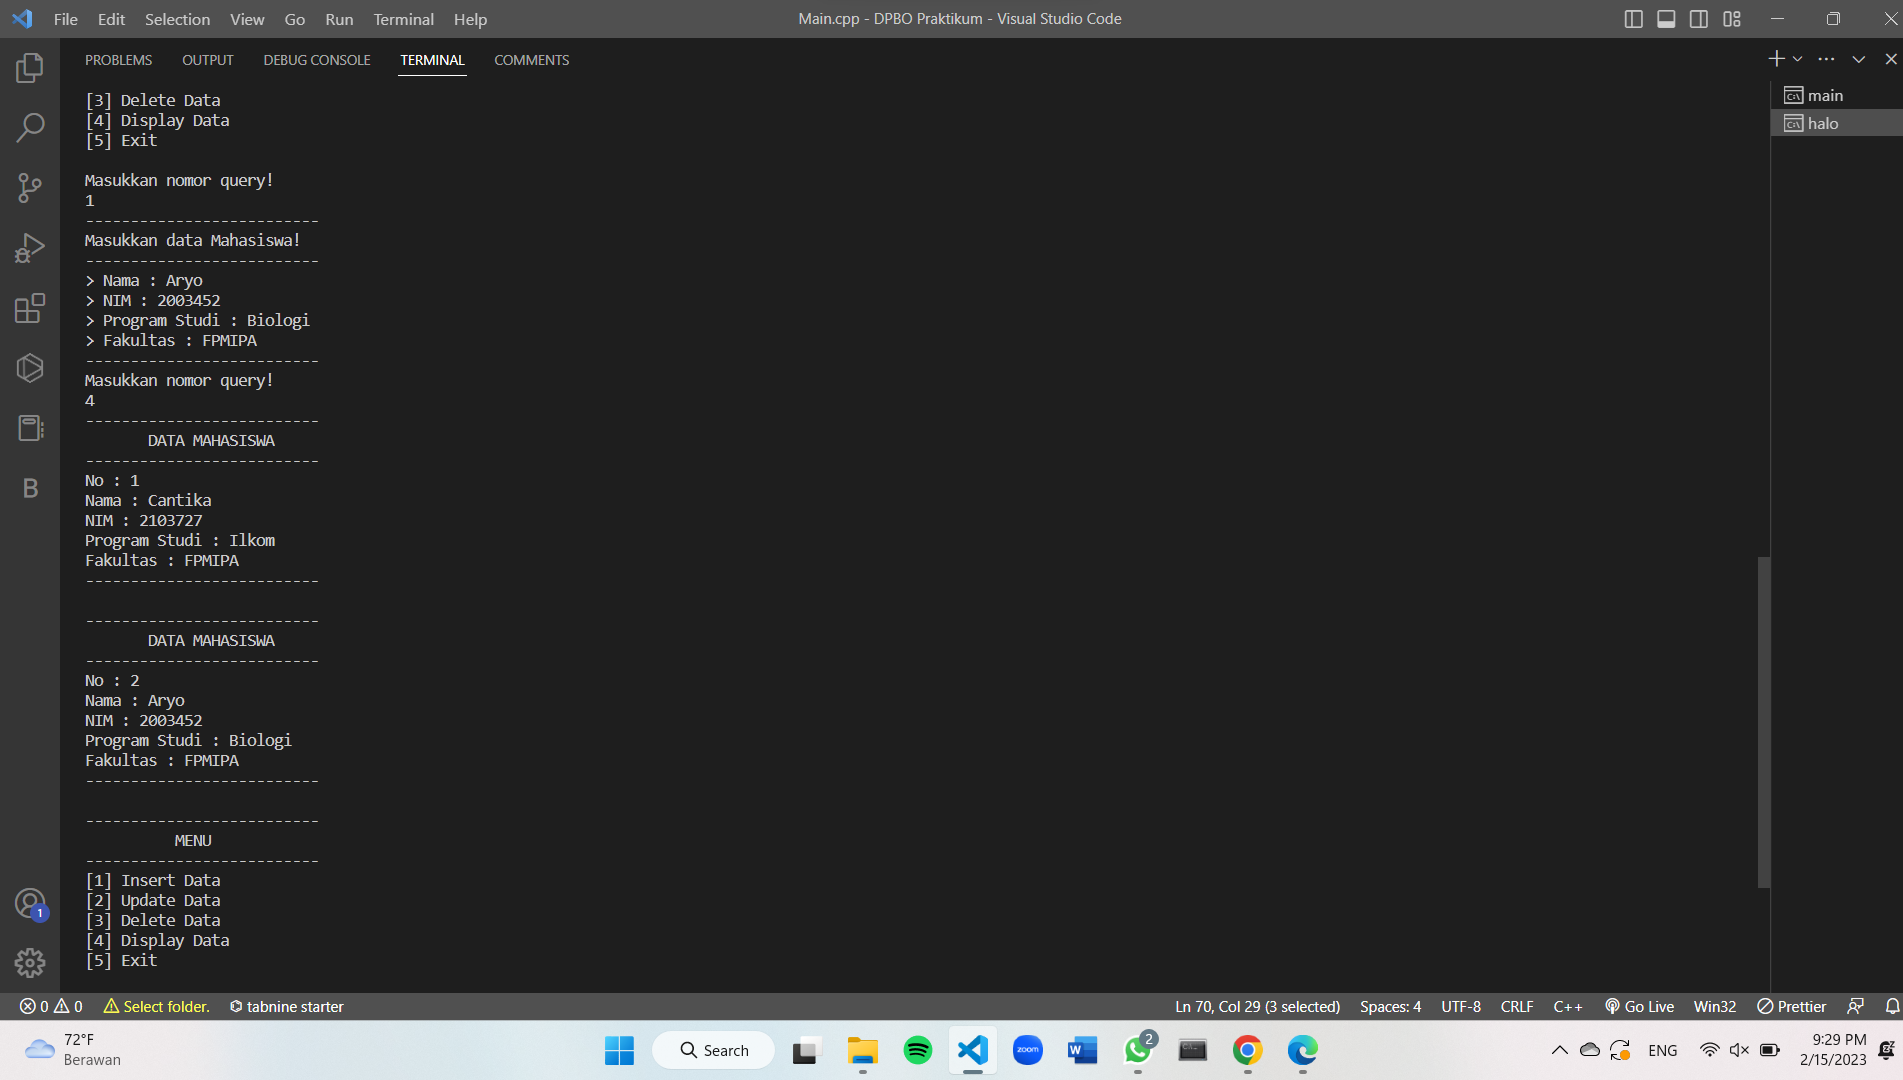 File Edit Selection View Go Run Terminal Help
Main.cpp - DPBO Praktikum - Visual Studio Code
PROBLEMS OUTPUT DEBUG CONSOLE TERMINAL COMMENTS
main
halo
[3] Delete Data
[4] Display Data
[5] Exit
Masukkan nomor query!
1
--------------------------
Masukkan data Mahasiswa!
--------------------------
> Nama : Aryo
> NIM : 2003452
> Program Studi : Biologi
> Fakultas : FPMIPA
--------------------------
Masukkan nomor query!
4
--------------------------
DATA MAHASISWA
--------------------------
No : 1
Nama : Cantika
NIM : 2103727
Program Studi : Ilkom
Fakultas : FPMIPA
--------------------------
--------------------------
DATA MAHASISWA
--------------------------
No : 2
Nama : Aryo
NIM : 2003452
Program Studi : Biologi
Fakultas : FPMIPA
--------------------------
--------------------------
MENU
--------------------------
[1] Insert Data
[2] Update Data
[3] Delete Data
[4] Display Data
[5] Exit
B
1
0 0 Select folder. tabnine starter
Ln 70, Col 29 (3 selected) Spaces: 4 UTF-8 CRLF C++ Go Live Win32 Prettier
72°F
Berawan
Search
zoom
W
2
ENG
9:29 PM
2/15/2023